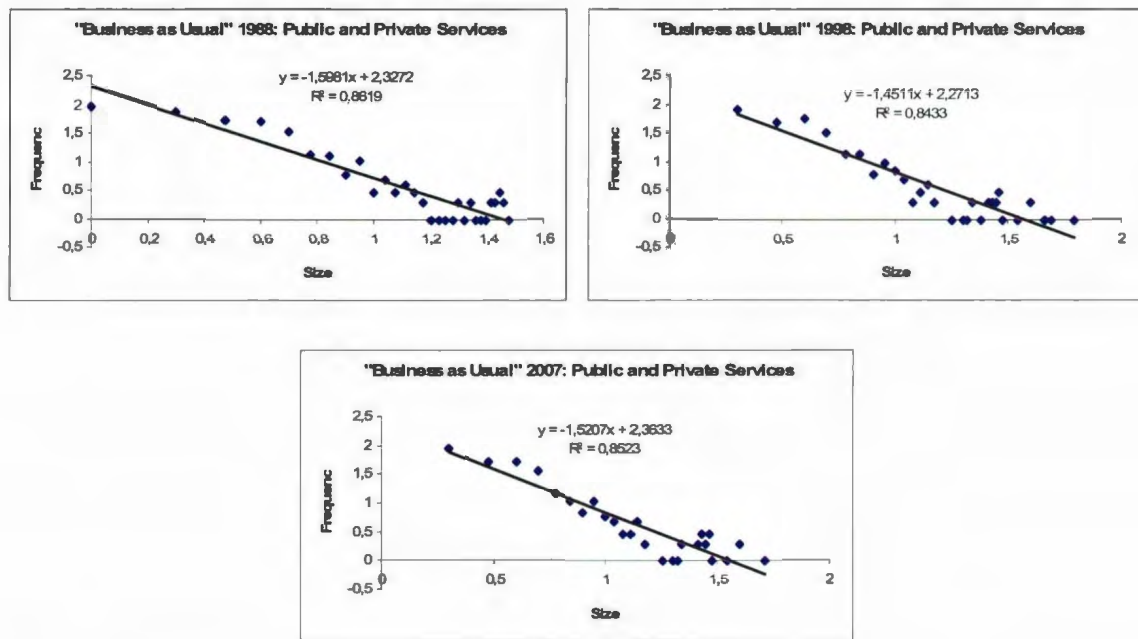 "Business as Usual" 1988: Public and Private Services
y = -1,5981x + 2,3272
R² = 0,8619
2,5
2
1,5
1
0,5
0
-0,5
Frequenc
0
0,2
0,4
0,6
0,8
1
1,2
1,4
1,6
Size
"Business as Usual" 1998: Public and Private Services
y = -1,4511x + 2,2713
R² = 0,8433
2,5
2
1,5
1
0,5
0
-0,5
Frequenc
0,5
1
1,5
2
Size
"Business as Usual" 2007: Public and Private Services
y = -1,5207x + 2,3633
R² = 0,8523
2,5
2
1,5
1
0,5
0
-0,5
Frequenc
0
0,5
1
1,5
2
Size